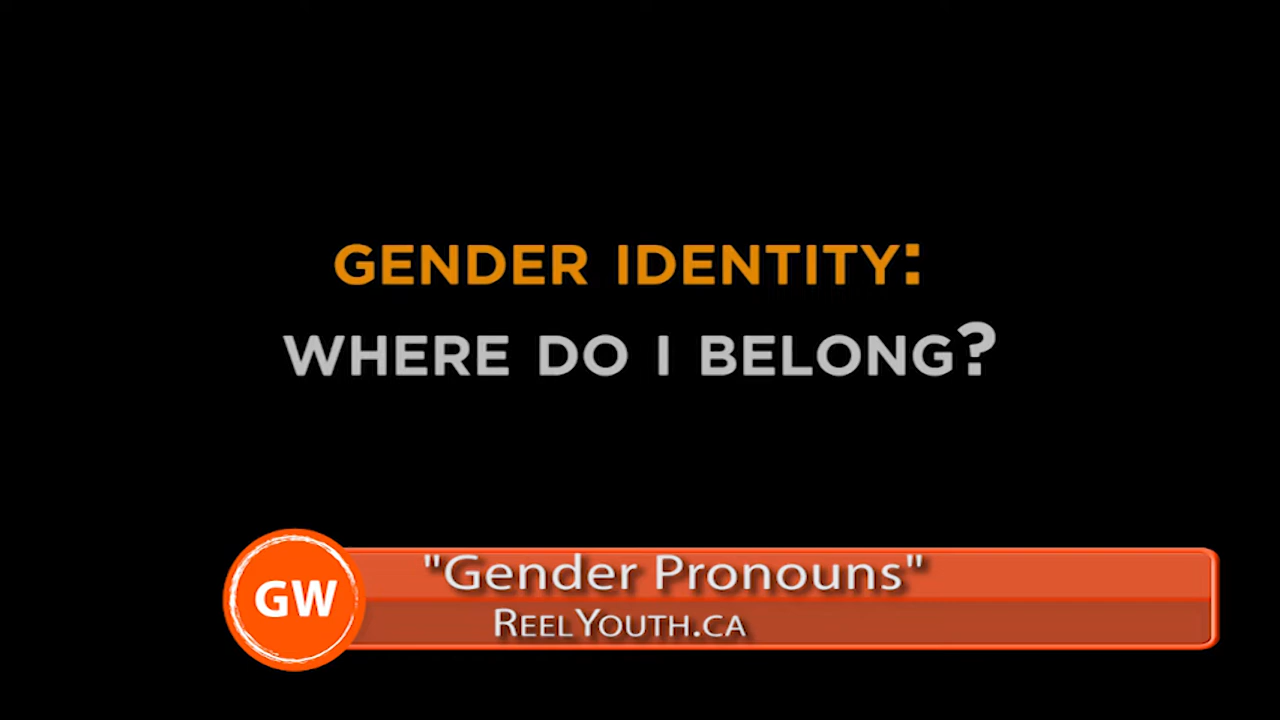 GENDER IDENTITY:
WHERE DO I BELONG?
"Gender Pronouns"
GW
REELYOUTH.CA